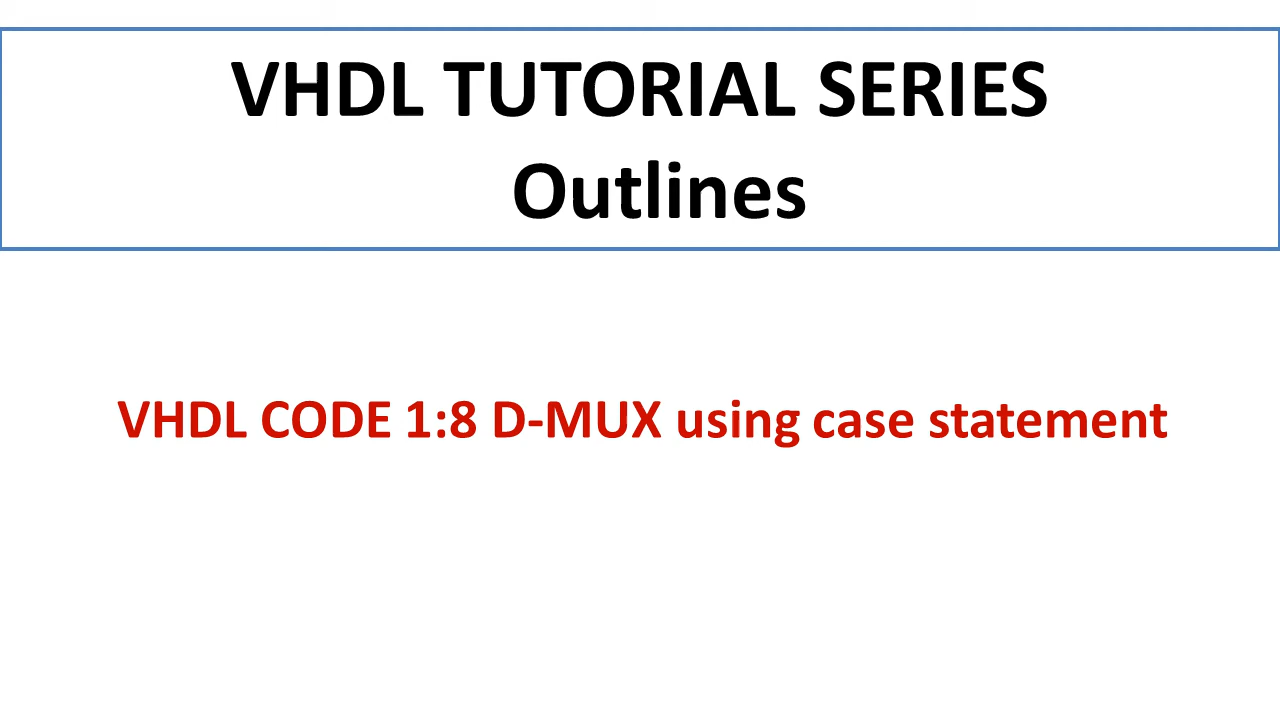 VHDL TUTORIAL SERIES
Outlines
VHDL CODE 1:8 D-MUX using case statement